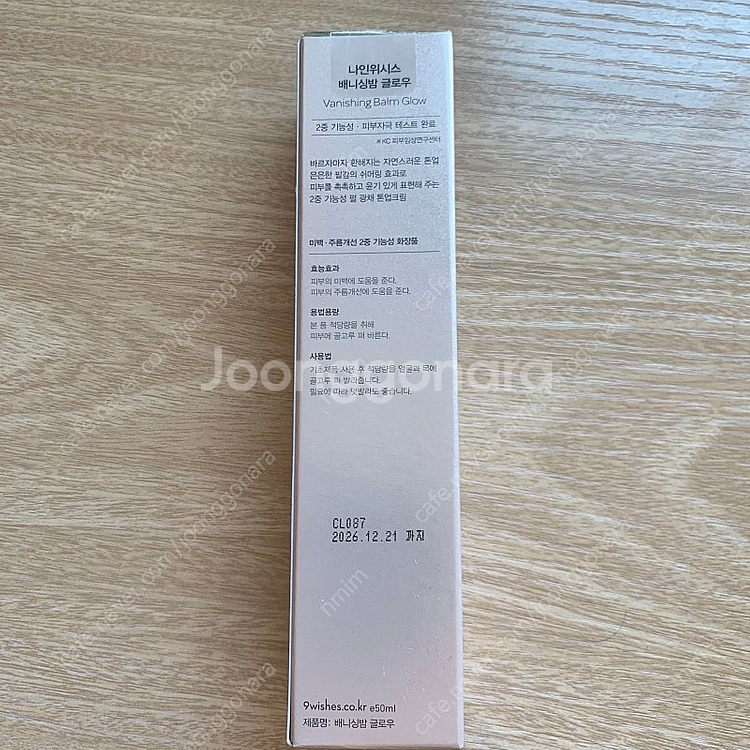 나인위시스
배니싱밤 글로우
Vanishing Balm Glow
2중 기능성 · 피부자극 테스트 완료
※KC 피부임상연구센터
바르자마자 환해지는 자연스러운 톤업
은은한 핕감의 쉬머링 효과로
피부를 촉촉하고 윤기 있게 표현해 주는
2중 기능성 펄 광채 톤업크림
미백 · 주름개선 2중 기능성 화장품
효능효과
피부의 미백에 도움을 준다.
피부의 주름개선에 도움을 준다.
용법용량
본 품 적당량을 취해
피부에 골고루 펴 바른다.
사용법
기초제품 사용 후 적당량을 얼굴과 목에
골고루 펴 발라줍니다.
필요에 따라 덧발라도 좋습니다.
Joonggonara
CL087
2026.12.21 까지
nmim
9wishes.co.kr e50ml
제품명: 배니싱밤 글로우